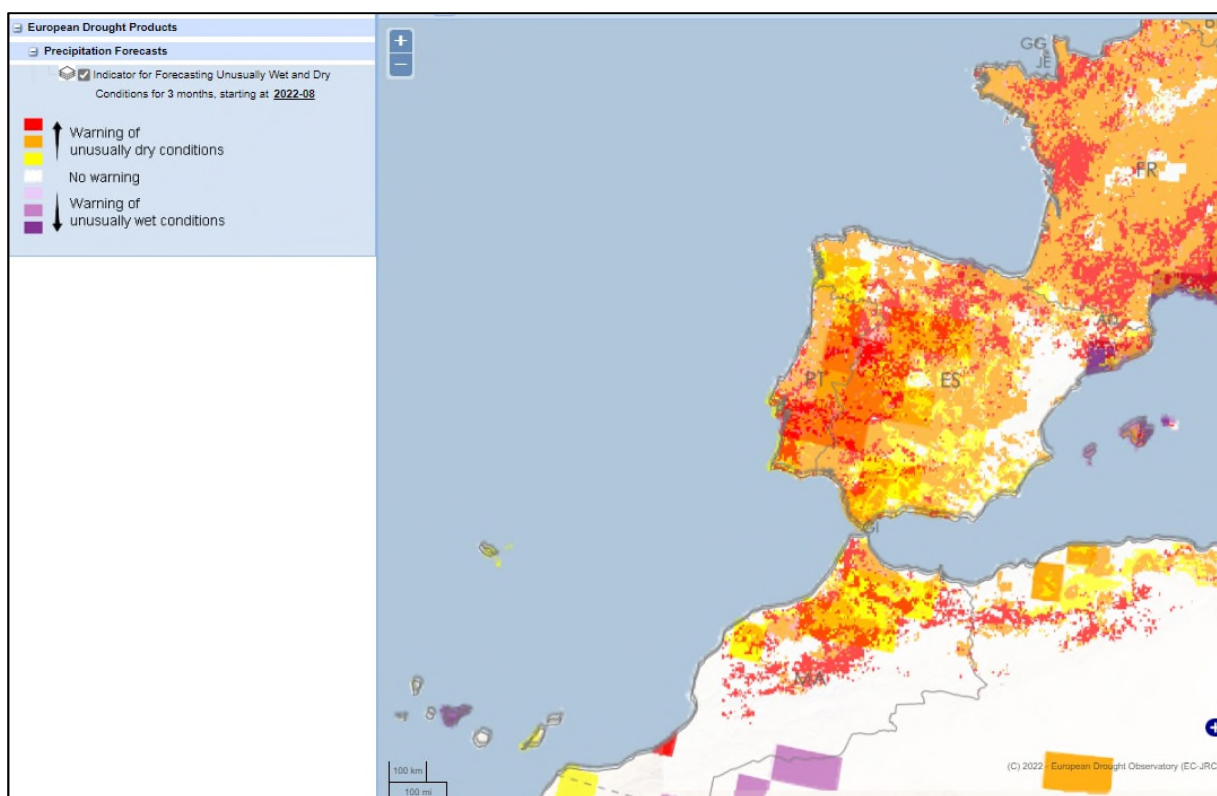 European Drought Products
Precipitation Forecasts
Indicator for Forecasting Unusually Wet and Dry
Conditions for 3 months, starting at 2022-08
Warning of
unusually dry conditions
No warning
Warning of
unusually wet conditions
+
−
GG
JE
FR
AD
PT
ES
GI
MA
100 km
100 mi
(C) 2022 - European Drought Observatory (EC-JRC